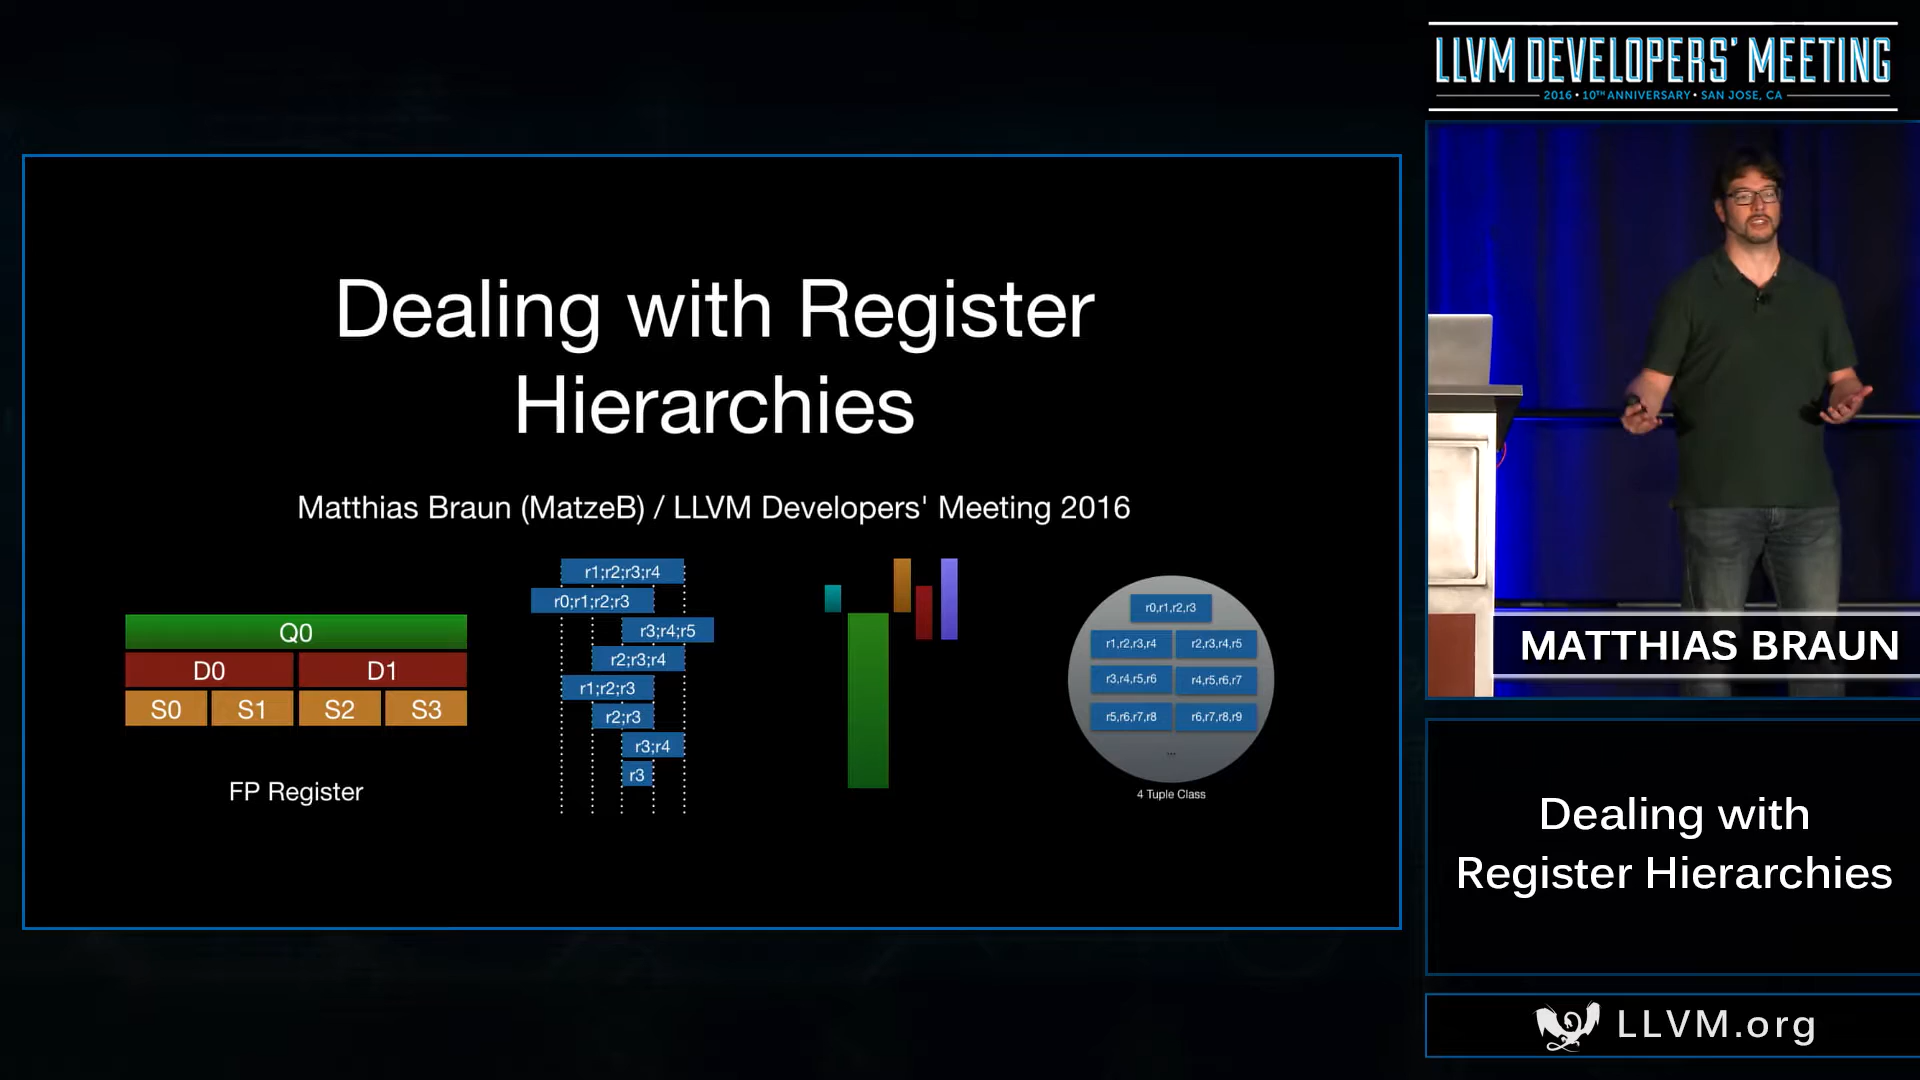 Dealing with Register
Hierarchies
Matthias Braun (MatzeB) / LLVM Developers' Meeting 2016
Q0
D0 D1
S0 S1 S2 S3
FP Register
r1;r2;r3;r4
r0;r1;r2;r3
r3;r4;r5
r2;r3;r4
r1;r2;r3
r2;r3
r3;r4
r3
r0,r1,r2,r3
r1,r2,r3,r4 r2,r3,r4,r5
r3,r4,r5,r6 r4,r5,r6,r7
r5,r6,r7,r8 r6,r7,r8,r9
...
4 Tuple Class
LLVM DEVELOPERS' MEETING
2016 • 10TH ANNIVERSARY • SAN JOSE, CA
MATTHIAS BRAUN
Dealing with
Register Hierarchies
LLVM.org